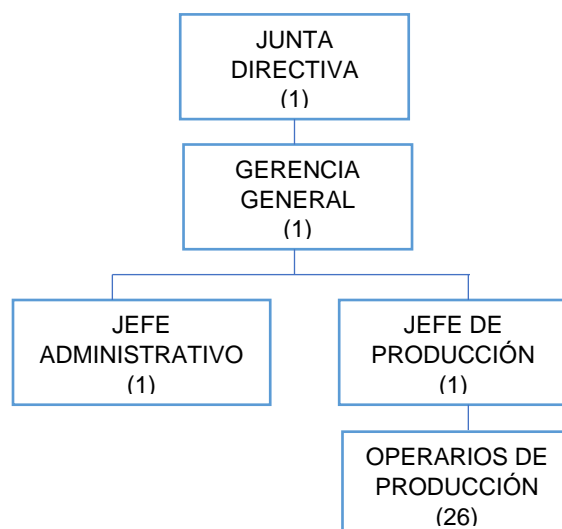 JUNTA
DIRECTIVA
(1)
GERENCIA
GENERAL
(1)
JEFE
ADMINISTRATIVO
(1)
JEFE DE
PRODUCCIÓN
(1)
OPERARIOS DE
PRODUCCIÓN
(26)